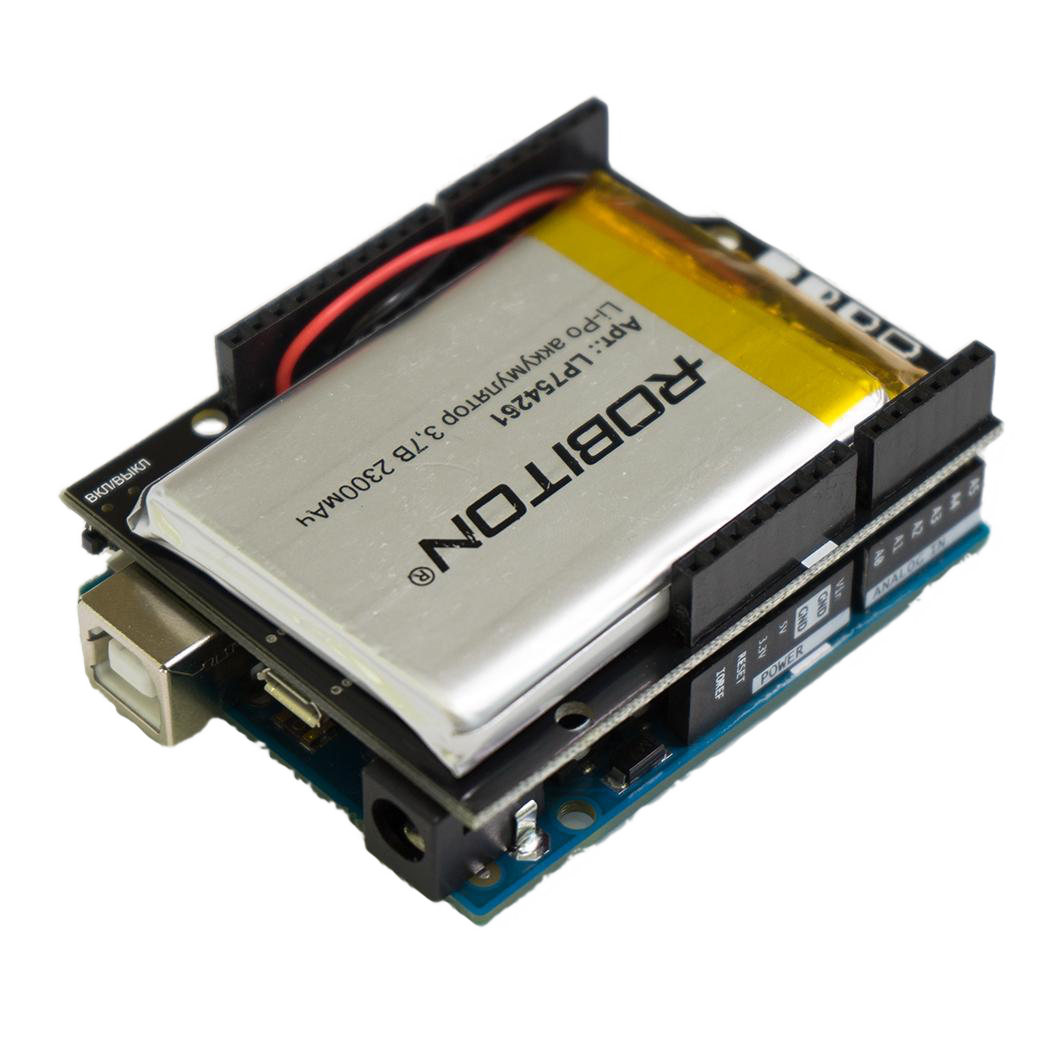 ROBITON®
Арт.: LP754261
Li-Po аккумулятор 3,7В 2300мАч
ВКЛ/ВЫКЛ
A5
A4
A3
A2
A1
A0
ANALOG IN
Vin
GND
GND
5V
3.3V
RESET
IOREF
POWER